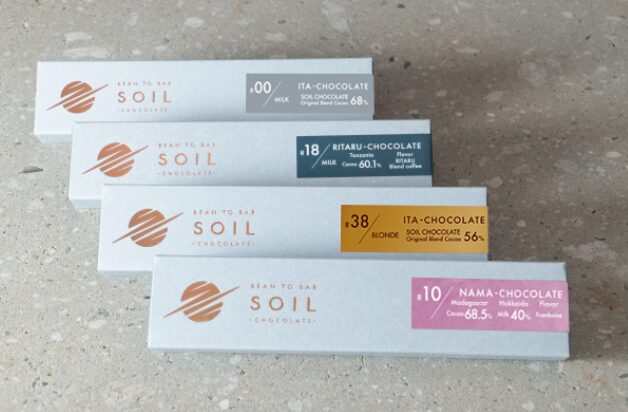 BEAN TO BAR
SOIL
-CHOCOLATE-
#00/MILK
ITA-CHOCOLATE
SOIL CHOCOLATE
Original Blend Cacao 68%
BEAN TO BAR
SOIL
-CHOCOLATE-
#18/MILK
RITARU-CHOCOLATE
Tanzania
Cacao 60.1%
Flavor
RITARU
Blend coffee
BEAN TO BAR
SOIL
-CHOCOLATE-
#38/BLONDE
ITA-CHOCOLATE
SOIL CHOCOLATE
Original Blend Cacao 56%
BEAN TO BAR
SOIL
-CHOCOLATE-
#10/
NAMA-CHOCOLATE
Madagascar Hokkaido Flavor
Cacao 68.5% Milk 40% Framboise